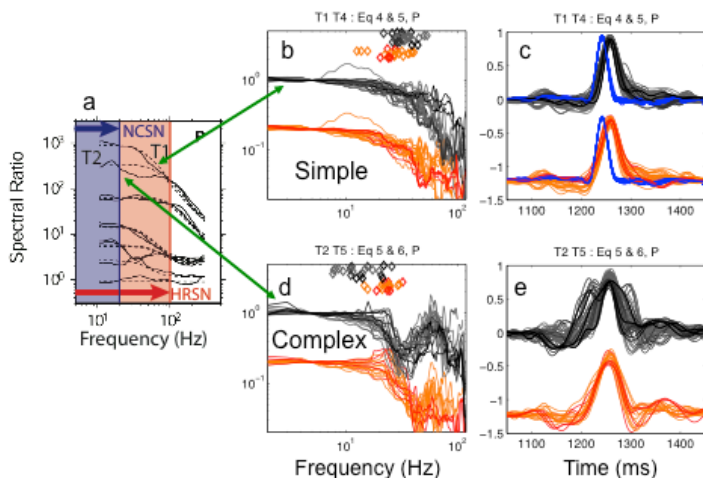 T1 T4 : Eq 4 & 5, P
T1 T4 : Eq 4 & 5, P
b
c
a
NCSN
P
T2
T1
HRSN
Spectral Ratio
10³
10²
10¹
10⁰
10¹
10²
Frequency (Hz)
10⁰
10⁻¹
Simple
10¹
10²
1
0.5
0
−0.5
−1
−1.5
1100
1200
1300
1400
T2 T5 : Eq 5 & 6, P
T2 T5 : Eq 5 & 6, P
d
e
10⁰
Complex
10⁻¹
10¹
10²
Frequency (Hz)
1
0.5
0
−0.5
−1
−1.5
1100
1200
1300
1400
Time (ms)